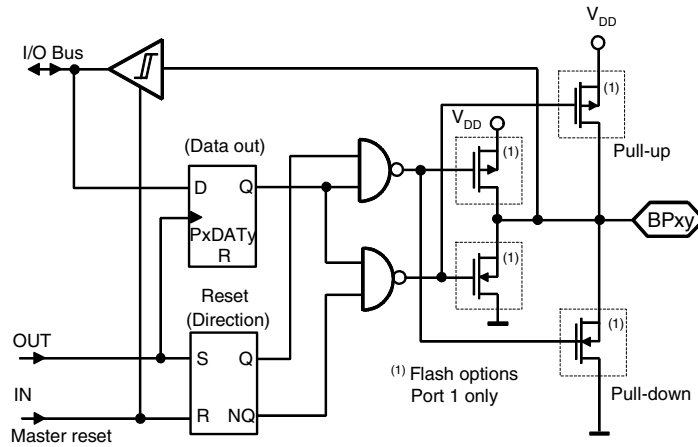 V_DD
I/O Bus
(1)
V_DD
(Data out)
(1)
Pull-up
D
Q
PxDATy
R
BPxy
(1)
Reset
(Direction)
OUT
S
Q
(1)
(1) Flash options
Port 1 only
IN
R
NQ
Pull-down
Master reset